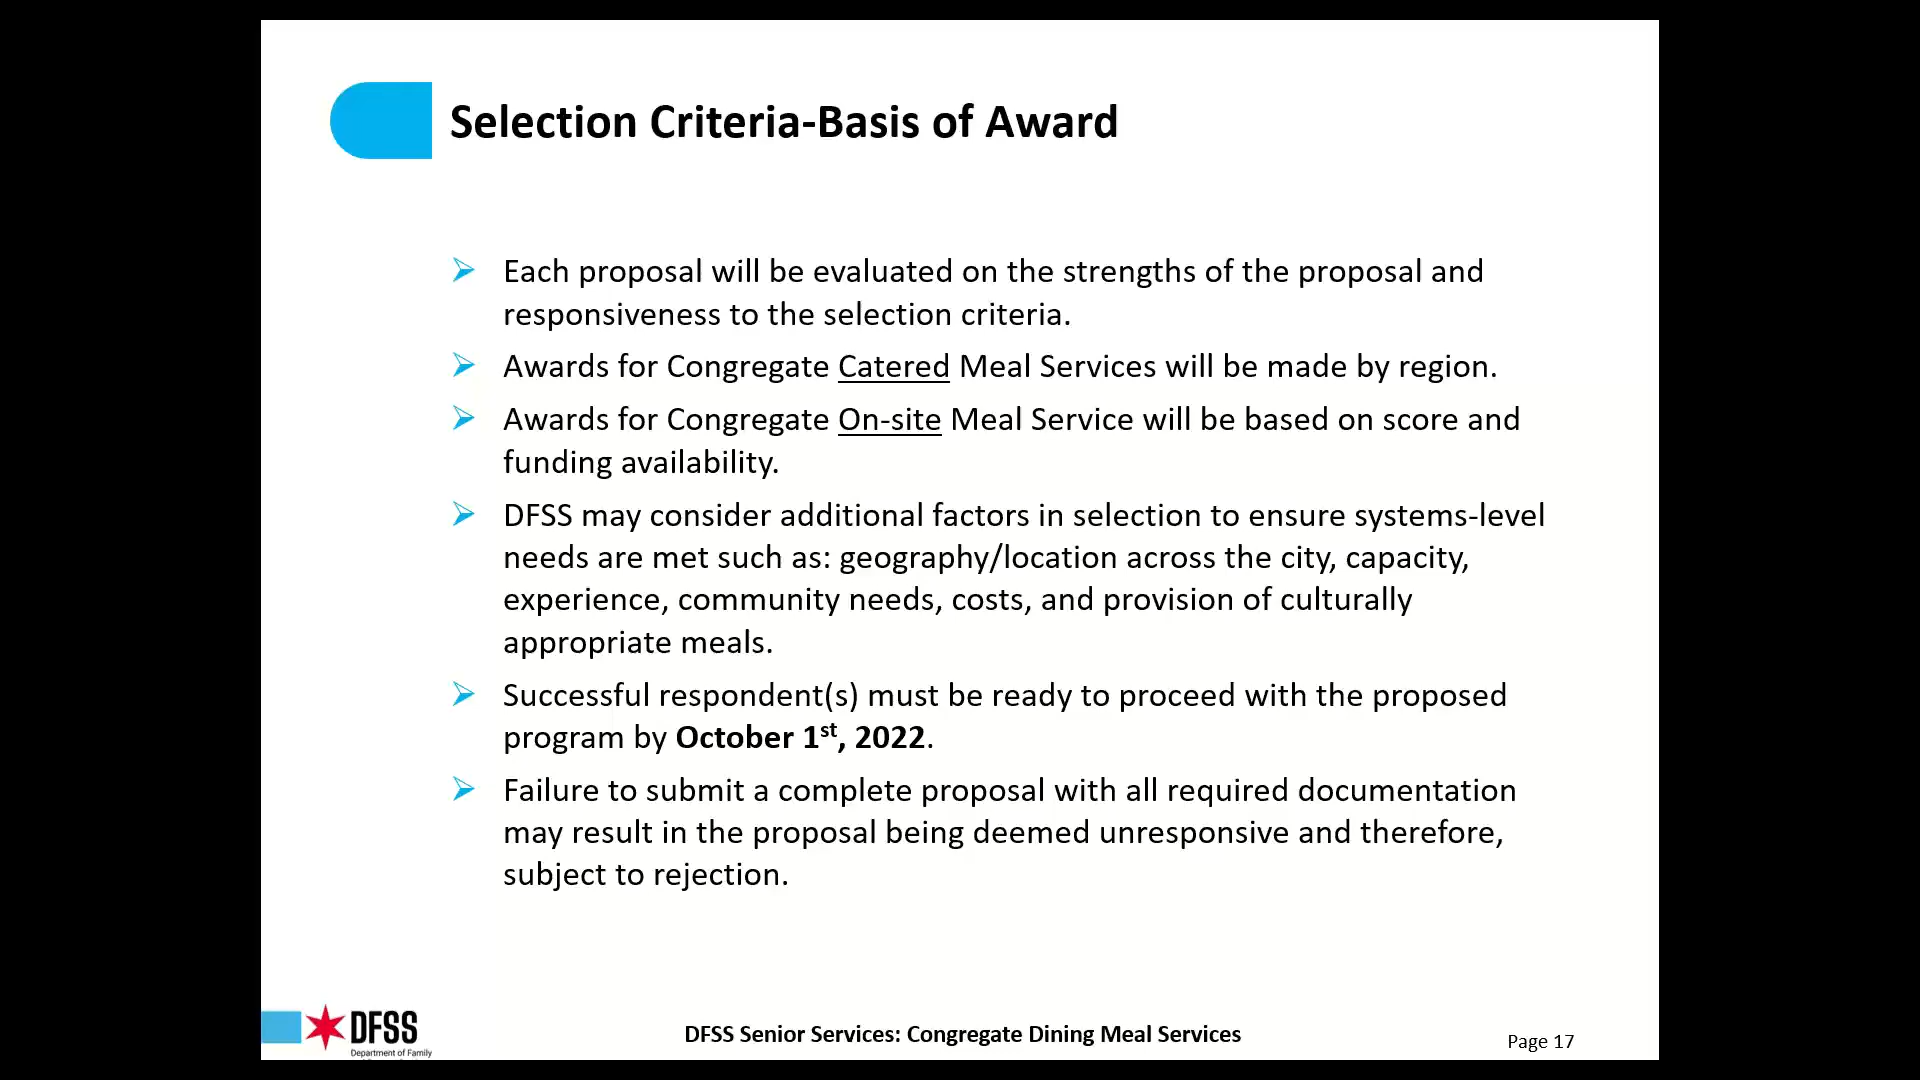 Selection Criteria-Basis of Award
Each proposal will be evaluated on the strengths of the proposal and
responsiveness to the selection criteria.
Awards for Congregate Catered Meal Services will be made by region.
Awards for Congregate On-site Meal Service will be based on score and
funding availability.
DFSS may consider additional factors in selection to ensure systems-level
needs are met such as: geography/location across the city, capacity,
experience, community needs, costs, and provision of culturally
appropriate meals.
Successful respondent(s) must be ready to proceed with the proposed
program by October 1st, 2022.
Failure to submit a complete proposal with all required documentation
may result in the proposal being deemed unresponsive and therefore,
subject to rejection.
DFSS
Department of Family
DFSS Senior Services: Congregate Dining Meal Services
Page 17